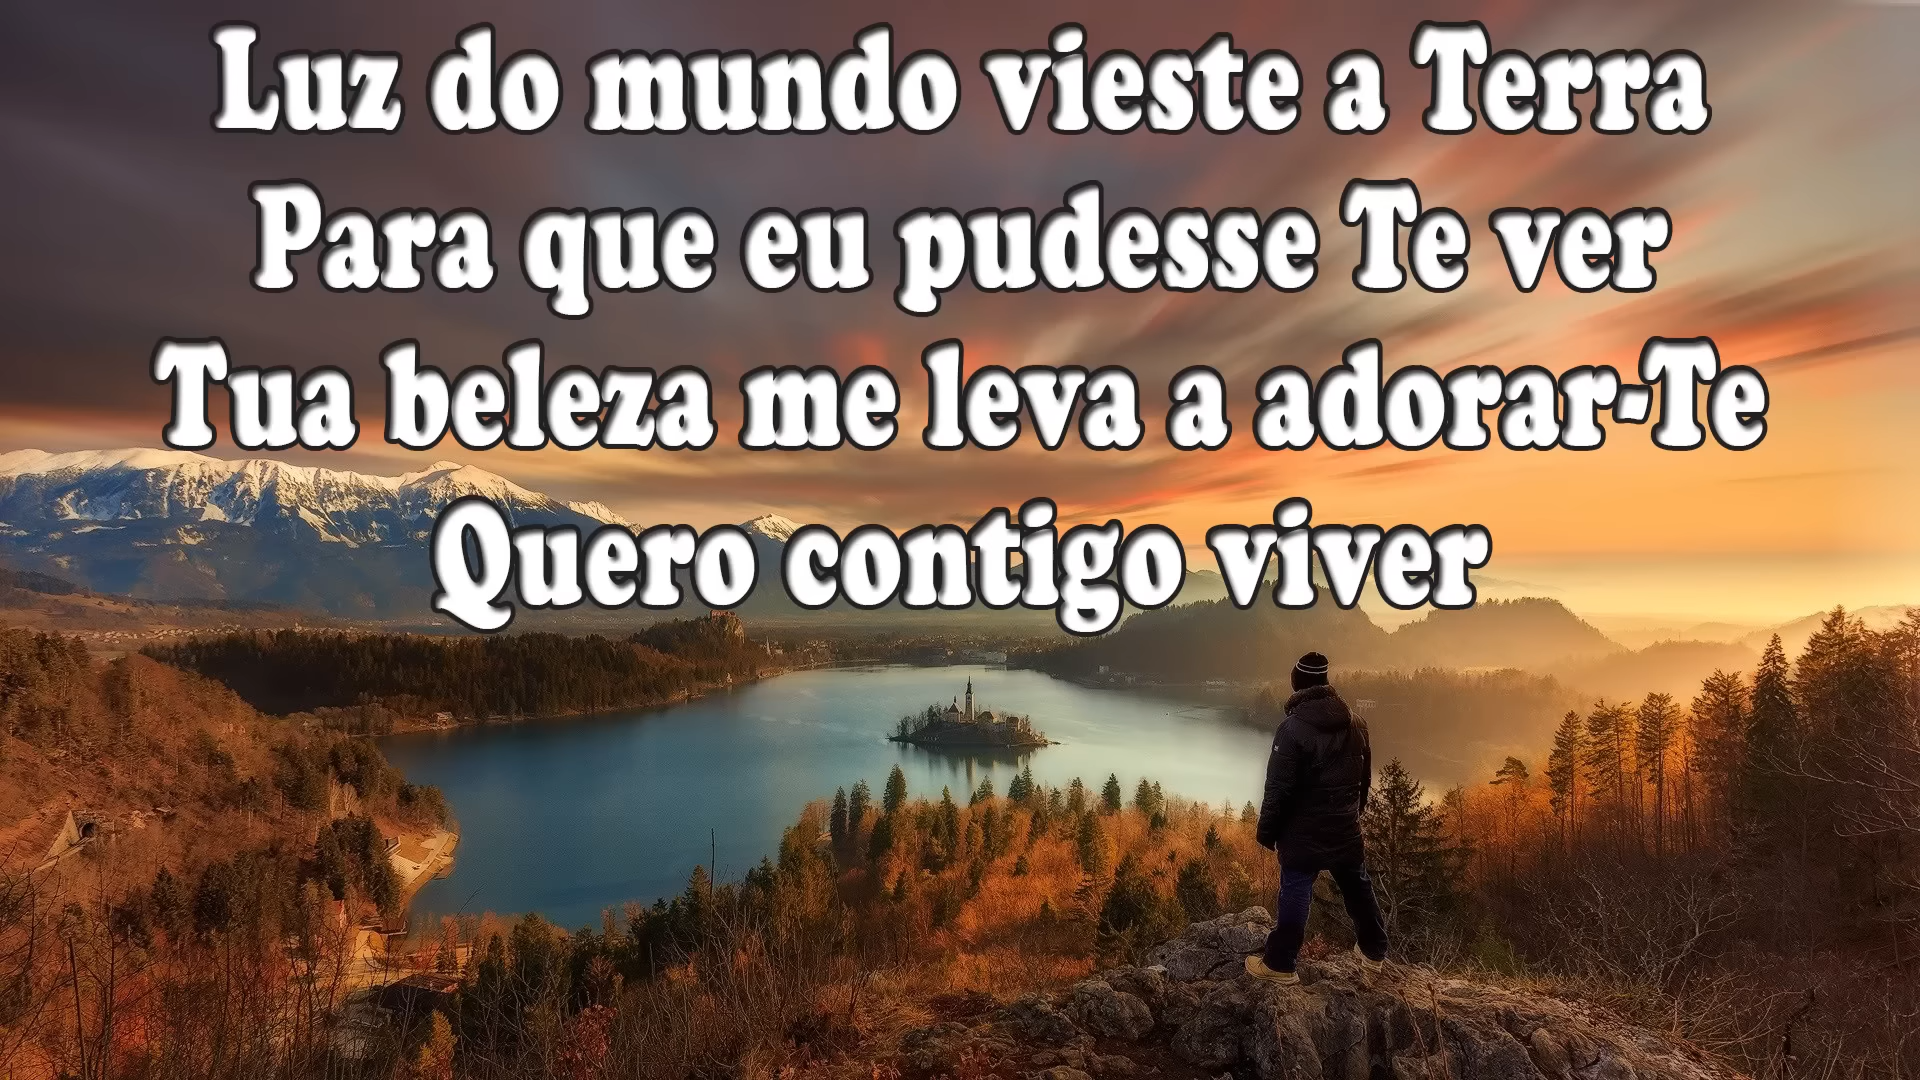 Luz do mundo vieste a Terra
Para que eu pudesse Te ver
Tua beleza me leva a adorar-Te
Quero contigo viver